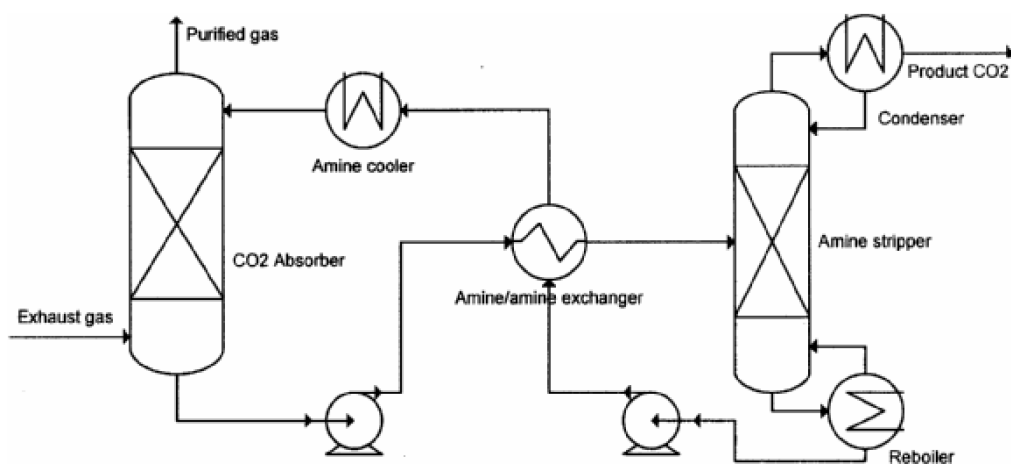 Purified gas
Product CO2
Condenser
Amine cooler
Amine stripper
CO2 Absorber
Amine/amine exchanger
Exhaust gas
Reboiler